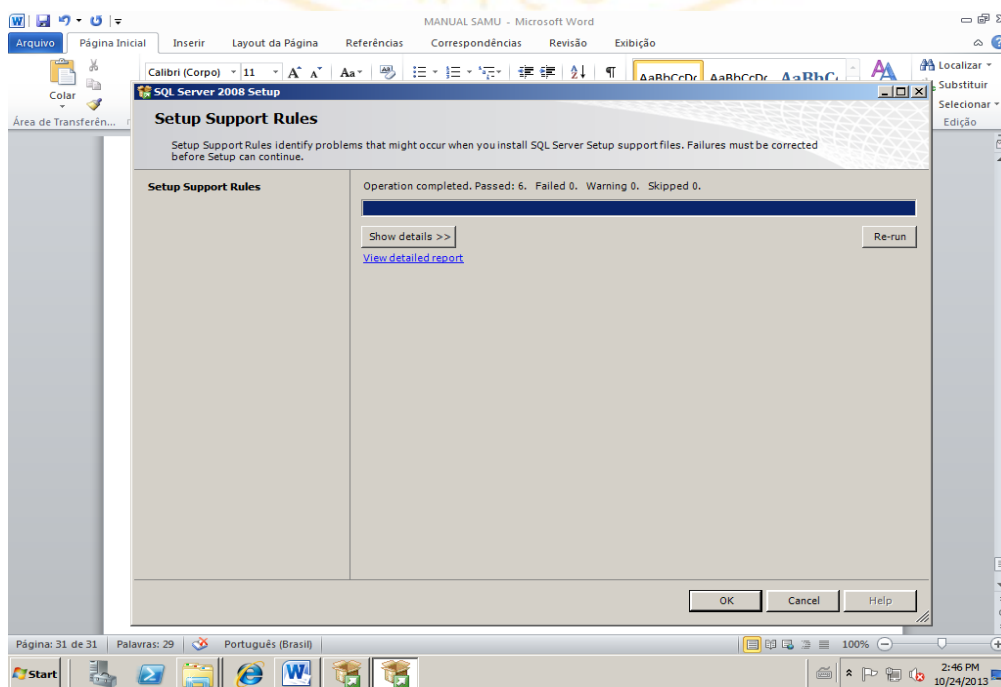 MANUAL SAMU - Microsoft Word
Arquivo Página Inicial Inserir Layout da Página Referências Correspondências Revisão Exibição
Calibri (Corpo) 11 Aa AaBbCcDc AaBbCcDc AaBbC
Colar
Área de Transferên...
Localizar
Substituir
Selecionar
Edição
SQL Server 2008 Setup
Setup Support Rules
Setup Support Rules identify problems that might occur when you install SQL Server Setup support files. Failures must be corrected
before Setup can continue.
Setup Support Rules
Operation completed. Passed: 6. Failed 0. Warning 0. Skipped 0.
Show details >>
Re-run
View detailed report
OK Cancel Help
Página: 31 de 31 Palavras: 29 Português (Brasil) 100%
Start
2:46 PM
10/24/2013